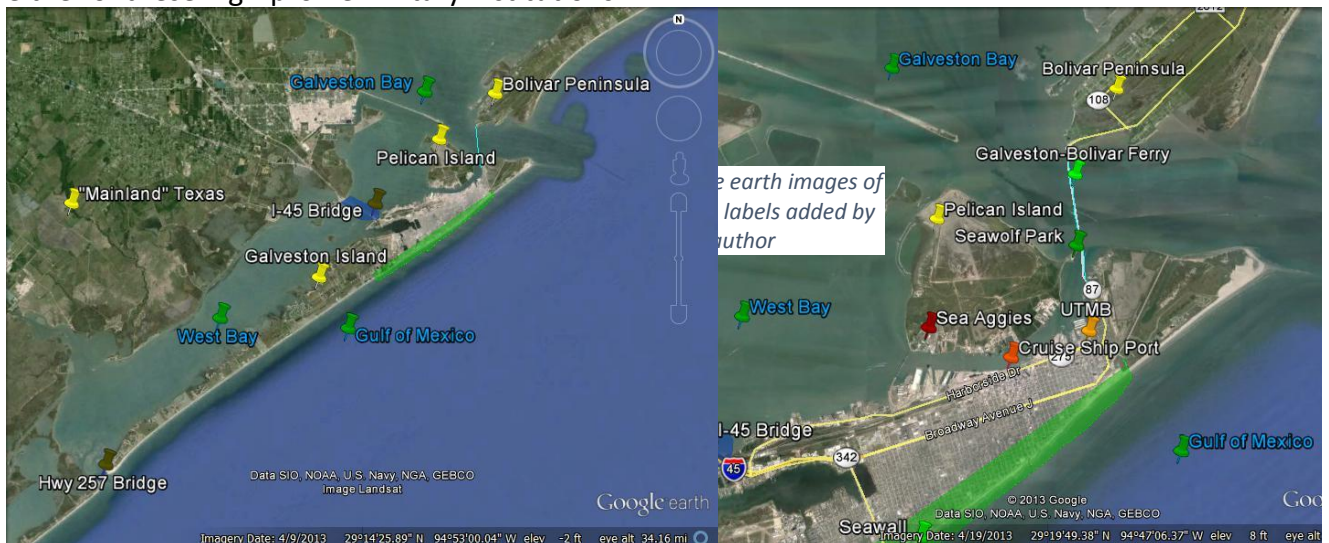 Galveston Bay
Bolivar Peninsula
Pelican Island
"Mainland" Texas
I-45 Bridge
Galveston Island
West Bay
Gulf of Mexico
Hwy 257 Bridge
Data SIO, NOAA, U.S. Navy, NGA, GEBCO
Image Landsat
Google earth
Imagery Date: 4/9/2013 29°14'25.89" N 94°53'00.04" W elev -2 ft eye alt 34.16 mi
N
Galveston Bay
Bolivar Peninsula
108
Galveston-Bolivar Ferry
e earth images of
labels added by
author
Pelican Island
Seawolf Park
87
West Bay
UTMB
Sea Aggies
Cruise Ship Port
275
Harborside Dr
Broadway Avenue J
I-45 Bridge
45
342
Gulf of Mexico
© 2013 Google
Data SIO, NOAA, U.S. Navy, NGA, GEBCO
Goo
Seawall
Imagery Date: 4/19/2013 29°19'49.38" N 94°47'06.37" W elev 8 ft eye alt